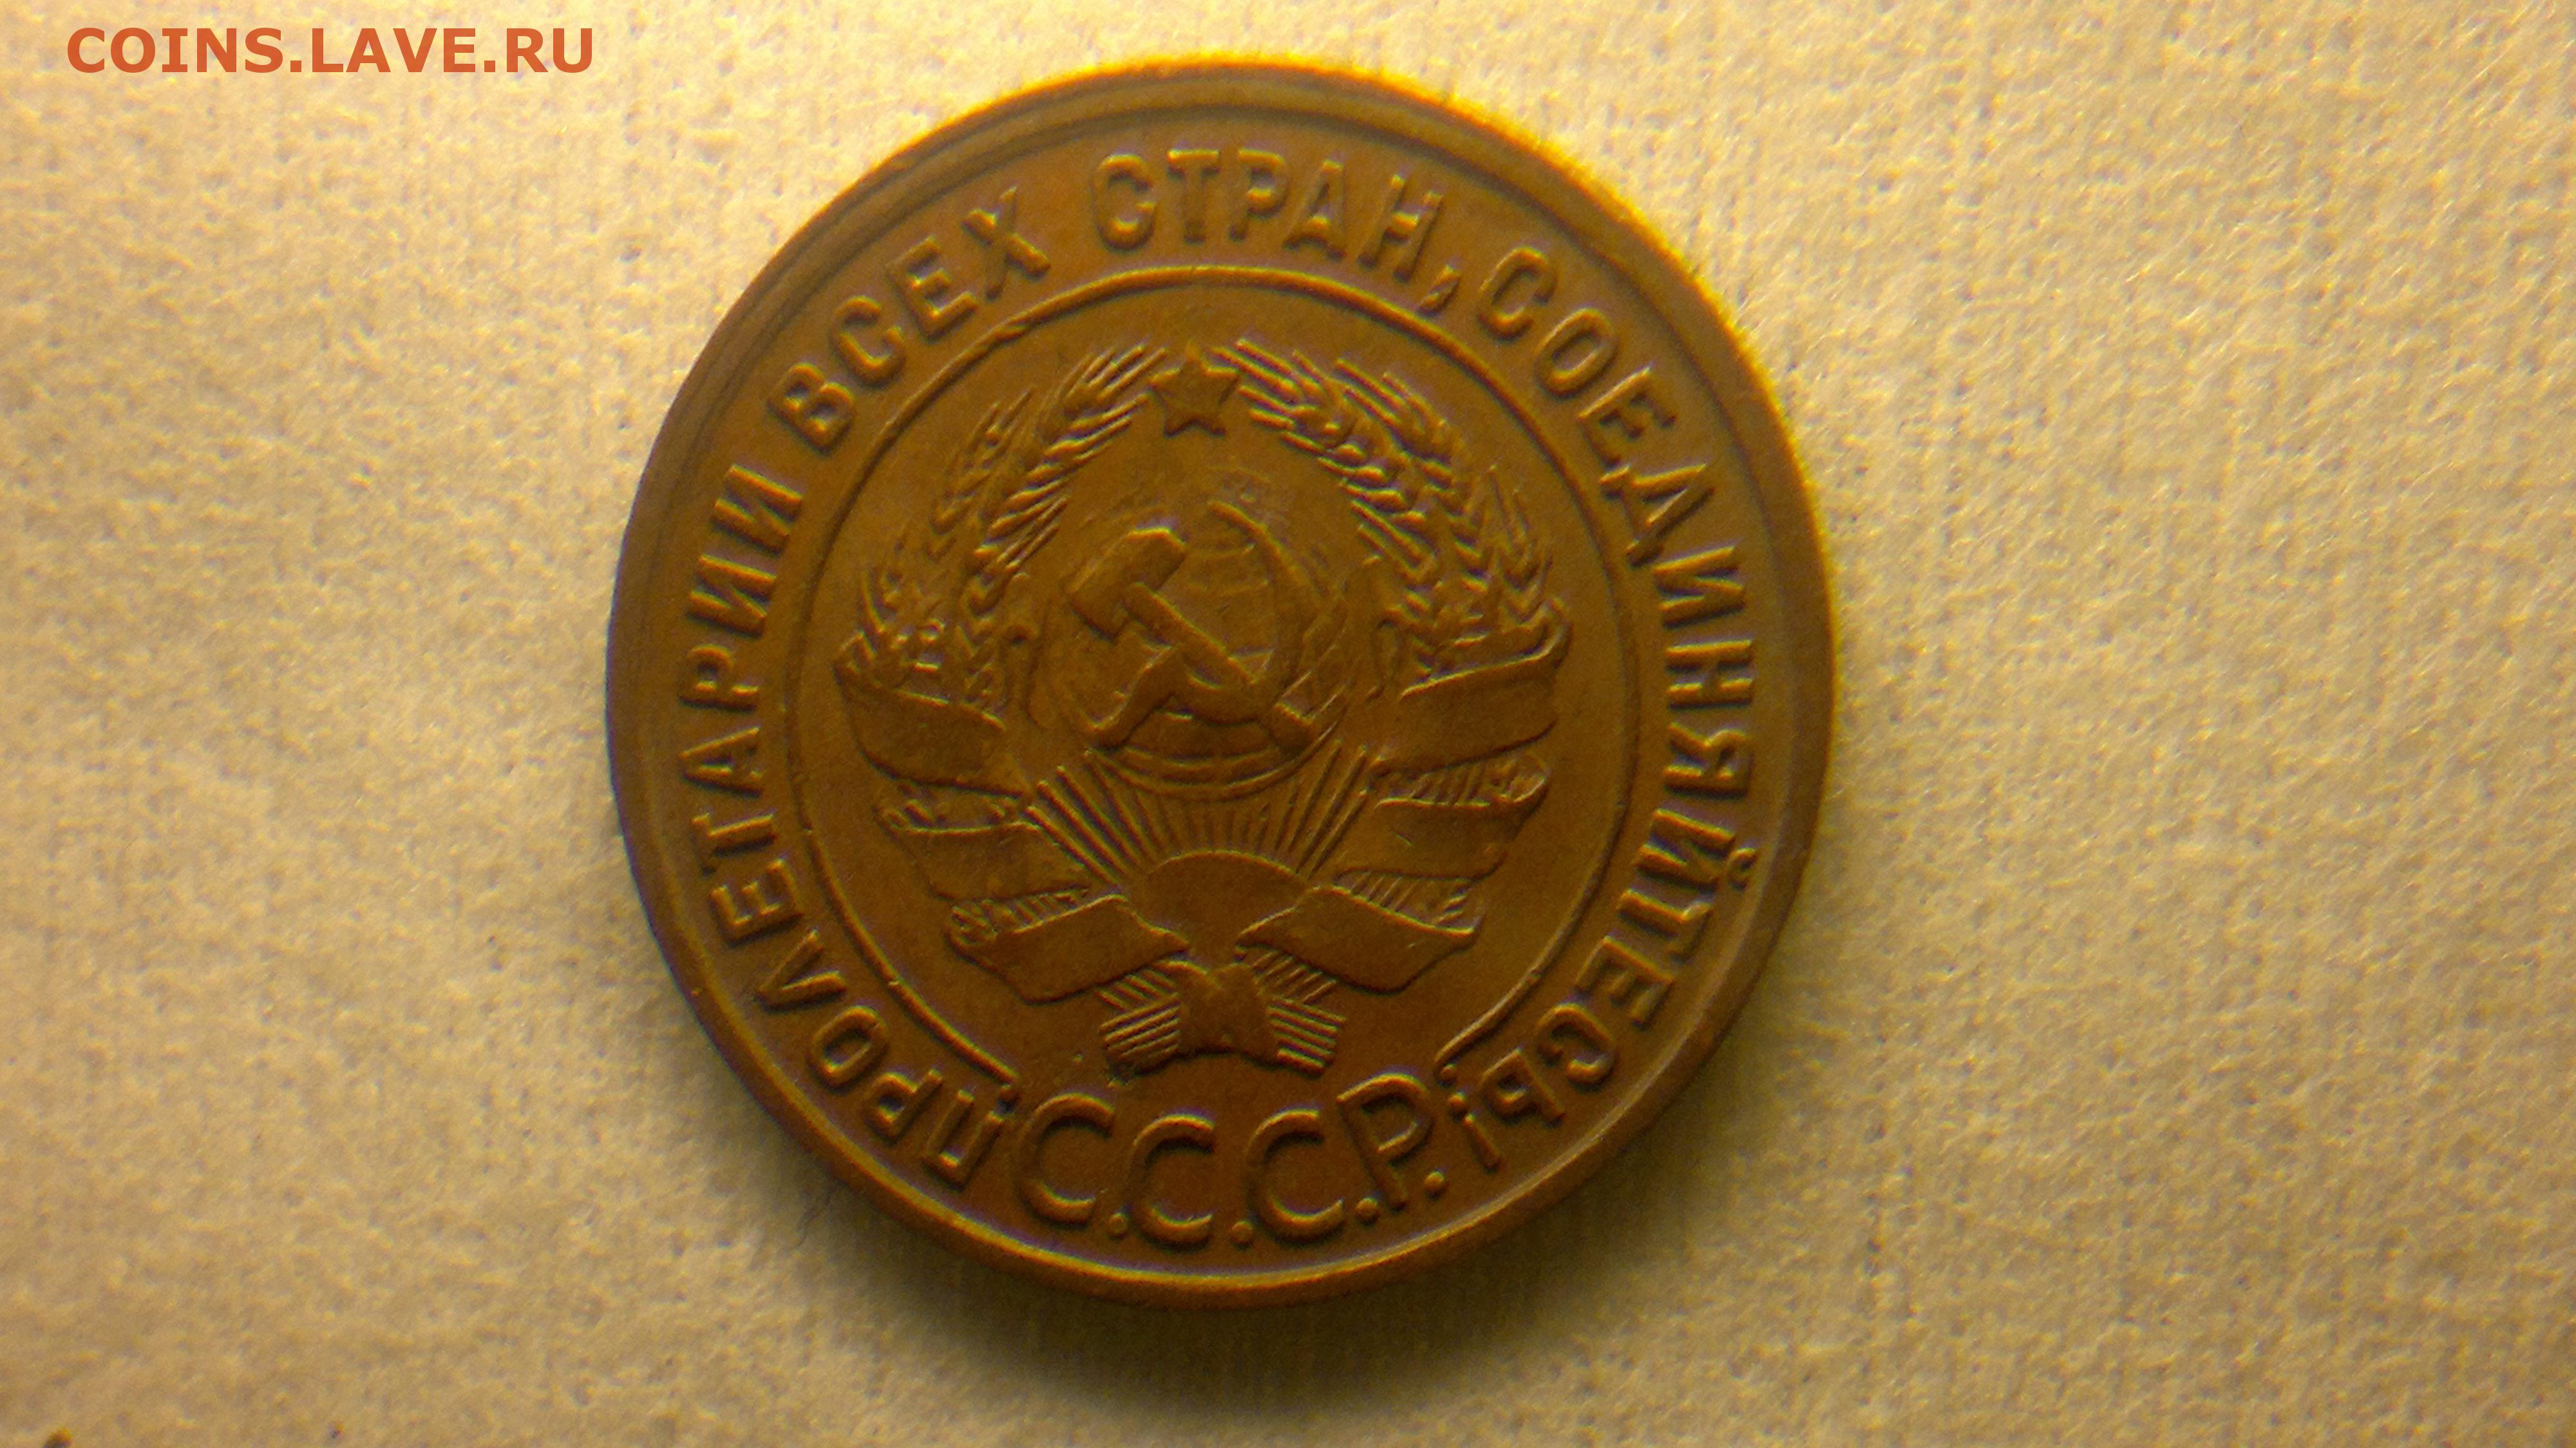 COINS.LAVE.RU
ПРОЛЕТАРИИ ВСЕХ СТРАН, СОЕДИНЯЙТЕСЬ!
С.С.С.Р.